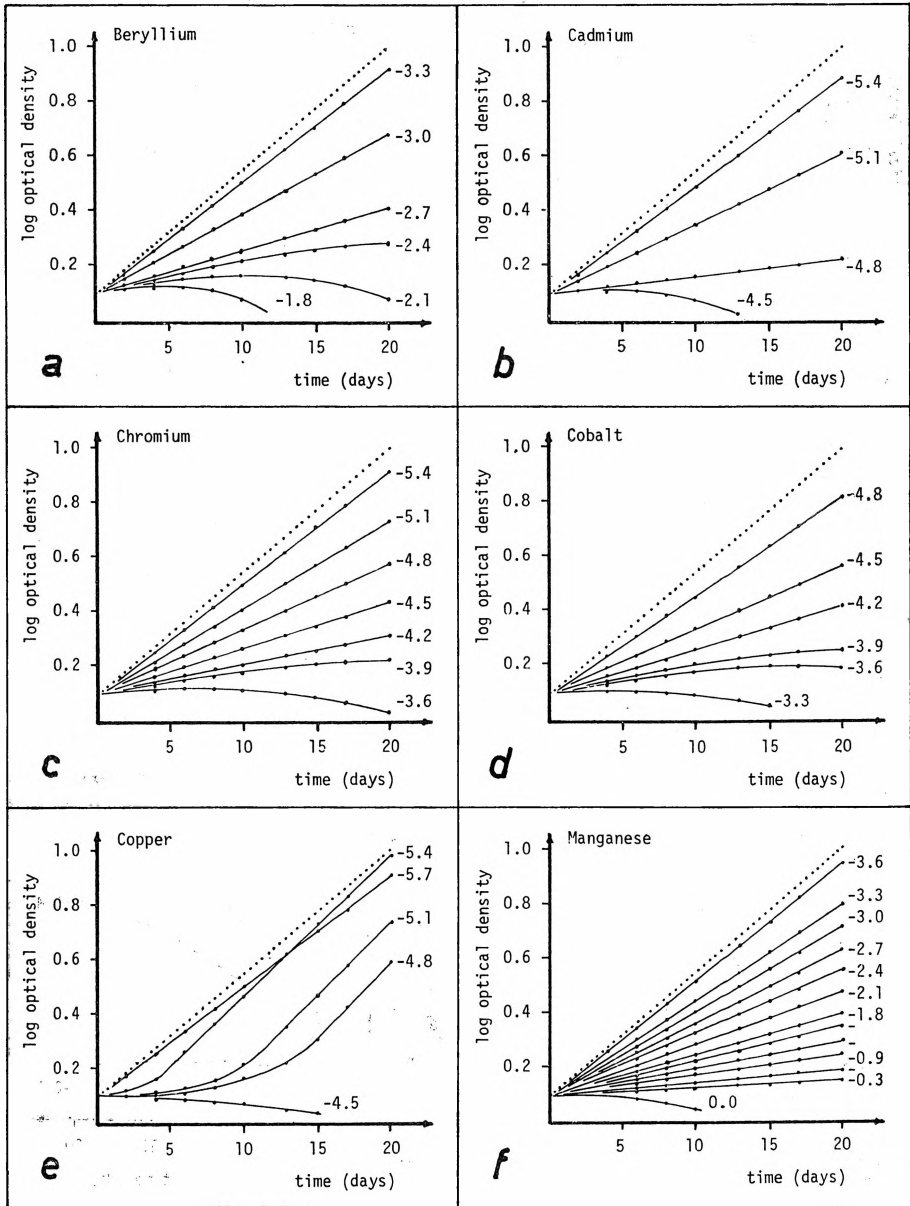 Beryllium
1.0
0.8
0.6
0.4
0.2
log optical density
-3.3
-3.0
-2.7
-2.4
-2.1
-1.8
5 10 15 20
time (days)
a
Cadmium
1.0
0.8
0.6
0.4
0.2
log optical density
-5.4
-5.1
-4.8
-4.5
5 10 15 20
time (days)
b
Chromium
1.0
0.8
0.6
0.4
0.2
log optical density
-5.4
-5.1
-4.8
-4.5
-4.2
-3.9
-3.6
5 10 15 20
time (days)
c
Cobalt
1.0
0.8
0.6
0.4
0.2
log optical density
-4.8
-4.5
-4.2
-3.9
-3.6
-3.3
5 10 15 20
time (days)
d
Copper
1.0
0.8
0.6
0.4
0.2
log optical density
-5.4
-5.7
-5.1
-4.8
-4.5
5 10 15 20
time (days)
e
Manganese
1.0
0.8
0.6
0.4
0.2
log optical density
-3.6
-3.3
-3.0
-2.7
-2.4
-2.1
-1.8
-
-
-0.9
-0.3
0.0
5 10 15 20
time (days)
f